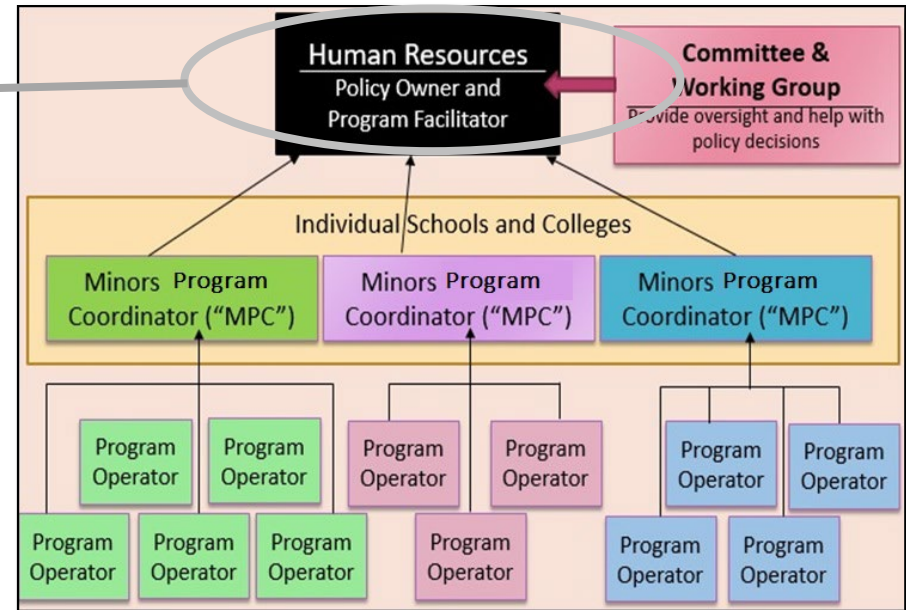 Human Resources
Policy Owner and
Program Facilitator
Committee &
Working Group
Provide oversight and help with
policy decisions
Individual Schools and Colleges
Minors Program
Coordinator ("MPC")
Minors Program
Coordinator ("MPC")
Minors Program
Coordinator ("MPC")
Program
Operator
Program
Operator
Program
Operator
Program
Operator
Program
Operator
Program
Operator
Program
Operator
Program
Operator
Program
Operator
Program
Operator
Program
Operator
Program
Operator